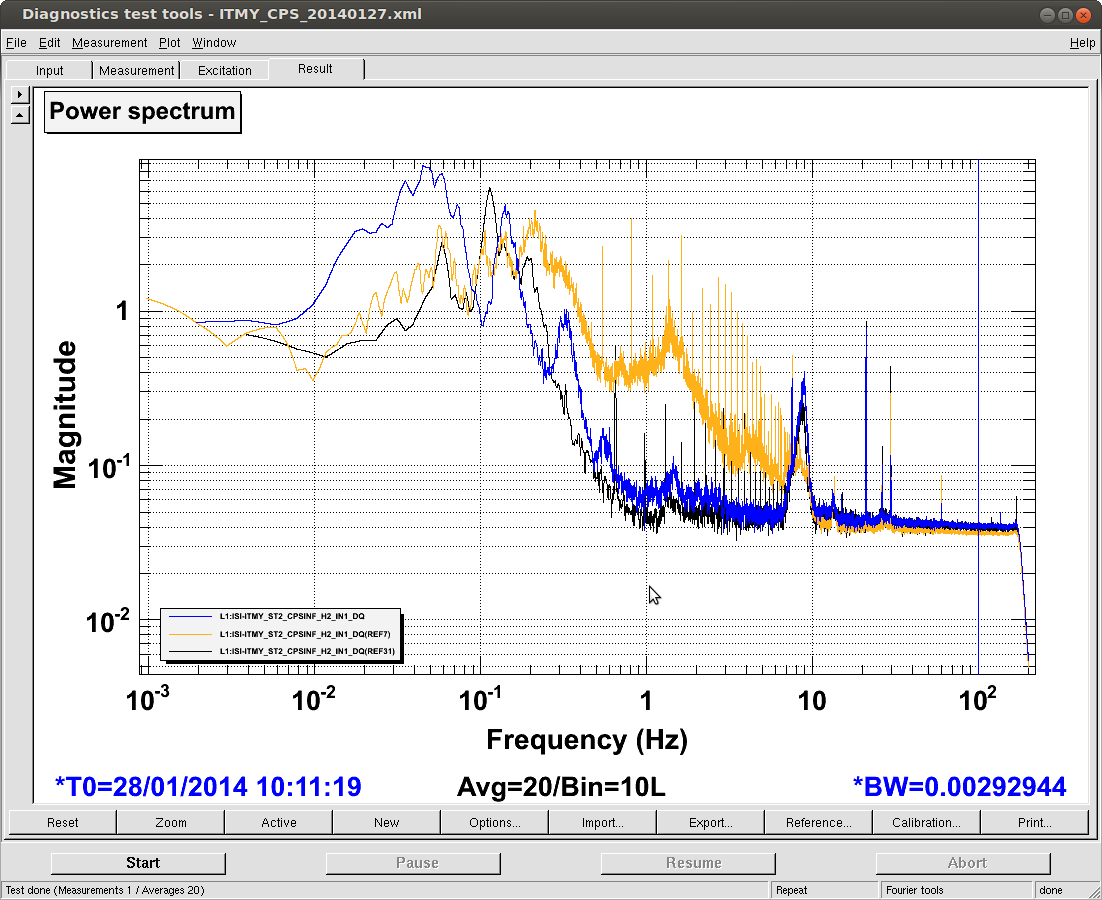 Diagnostics test tools - ITMY_CPS_20140127.xml
File Edit Measurement Plot Window Help
Input Measurement Excitation Result
Power spectrum
Magnitude
1
10-1
10-2
L1:ISI-ITMY_ST2_CPSINF_H2_IN1_DQ
L1:ISI-ITMY_ST2_CPSINF_H2_IN1_DQ(REF7)
L1:ISI-ITMY_ST2_CPSINF_H2_IN1_DQ(REF31)
10-3 10-2 10-1 1 10 102
Frequency (Hz)
*T0=28/01/2014 10:11:19 Avg=20/Bin=10L *BW=0.00292944
Reset Zoom Active New Options... Import... Export... Reference... Calibration... Print...
Start Pause Resume Abort
Test done (Measurements 1 / Averages 20) Repeat Fourier tools done